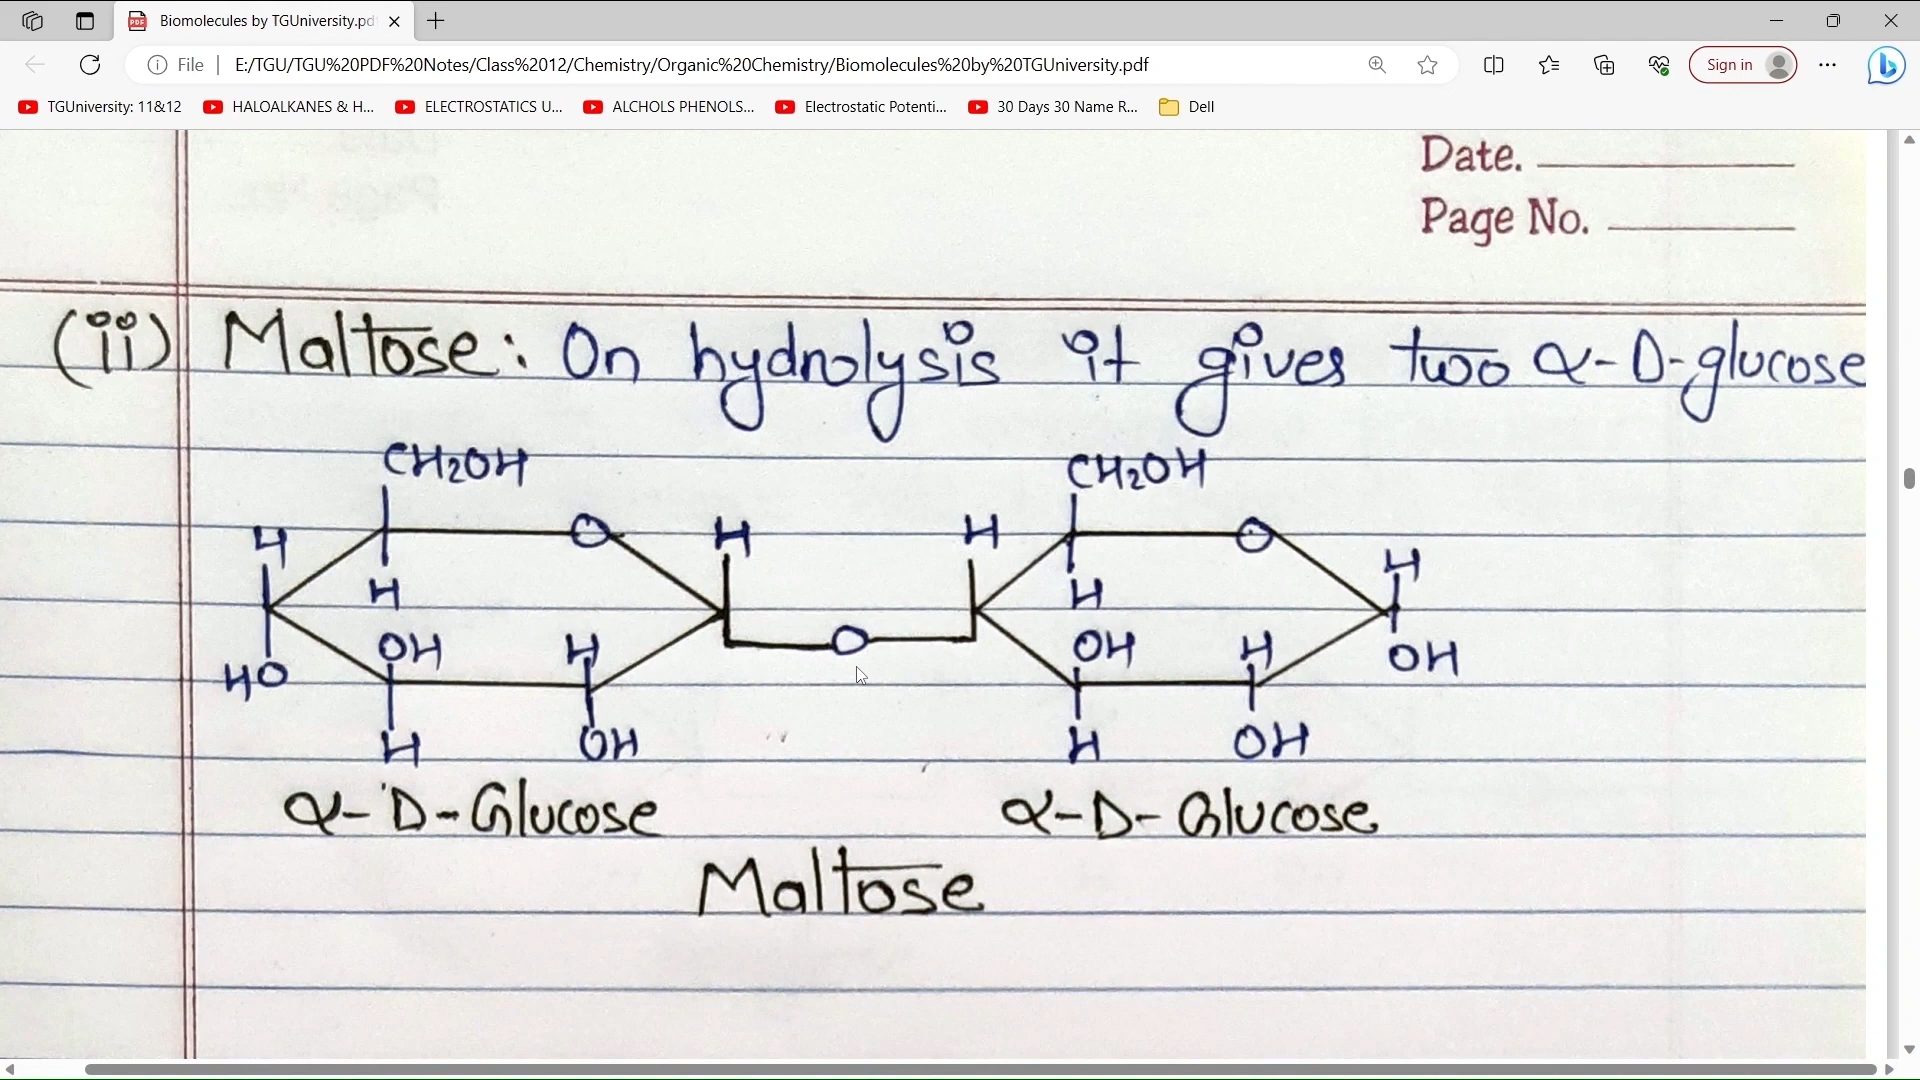 Biomolecules by TGUniversity.pd
File
E:/TGU/TGU%20PDF%20Notes/Class%2012/Chemistry/Organic%20Chemistry/Biomolecules%20by%20TGUniversity.pdf
Sign in
TGUniversity: 11&12
HALOALKANES & H...
ELECTROSTATICS U...
ALCHOLS PHENOLS...
Electrostatic Potenti...
30 Days 30 Name R...
Dell
Date.
Page No.
(ii) Maltose: On hydrolysis it gives two α-D-glucose
CH2OH CH2OH
H O H H O H
H H
OH H OH H OH
HO
H OH H OH
O
α-D-Glucose α-D-Glucose
Maltose